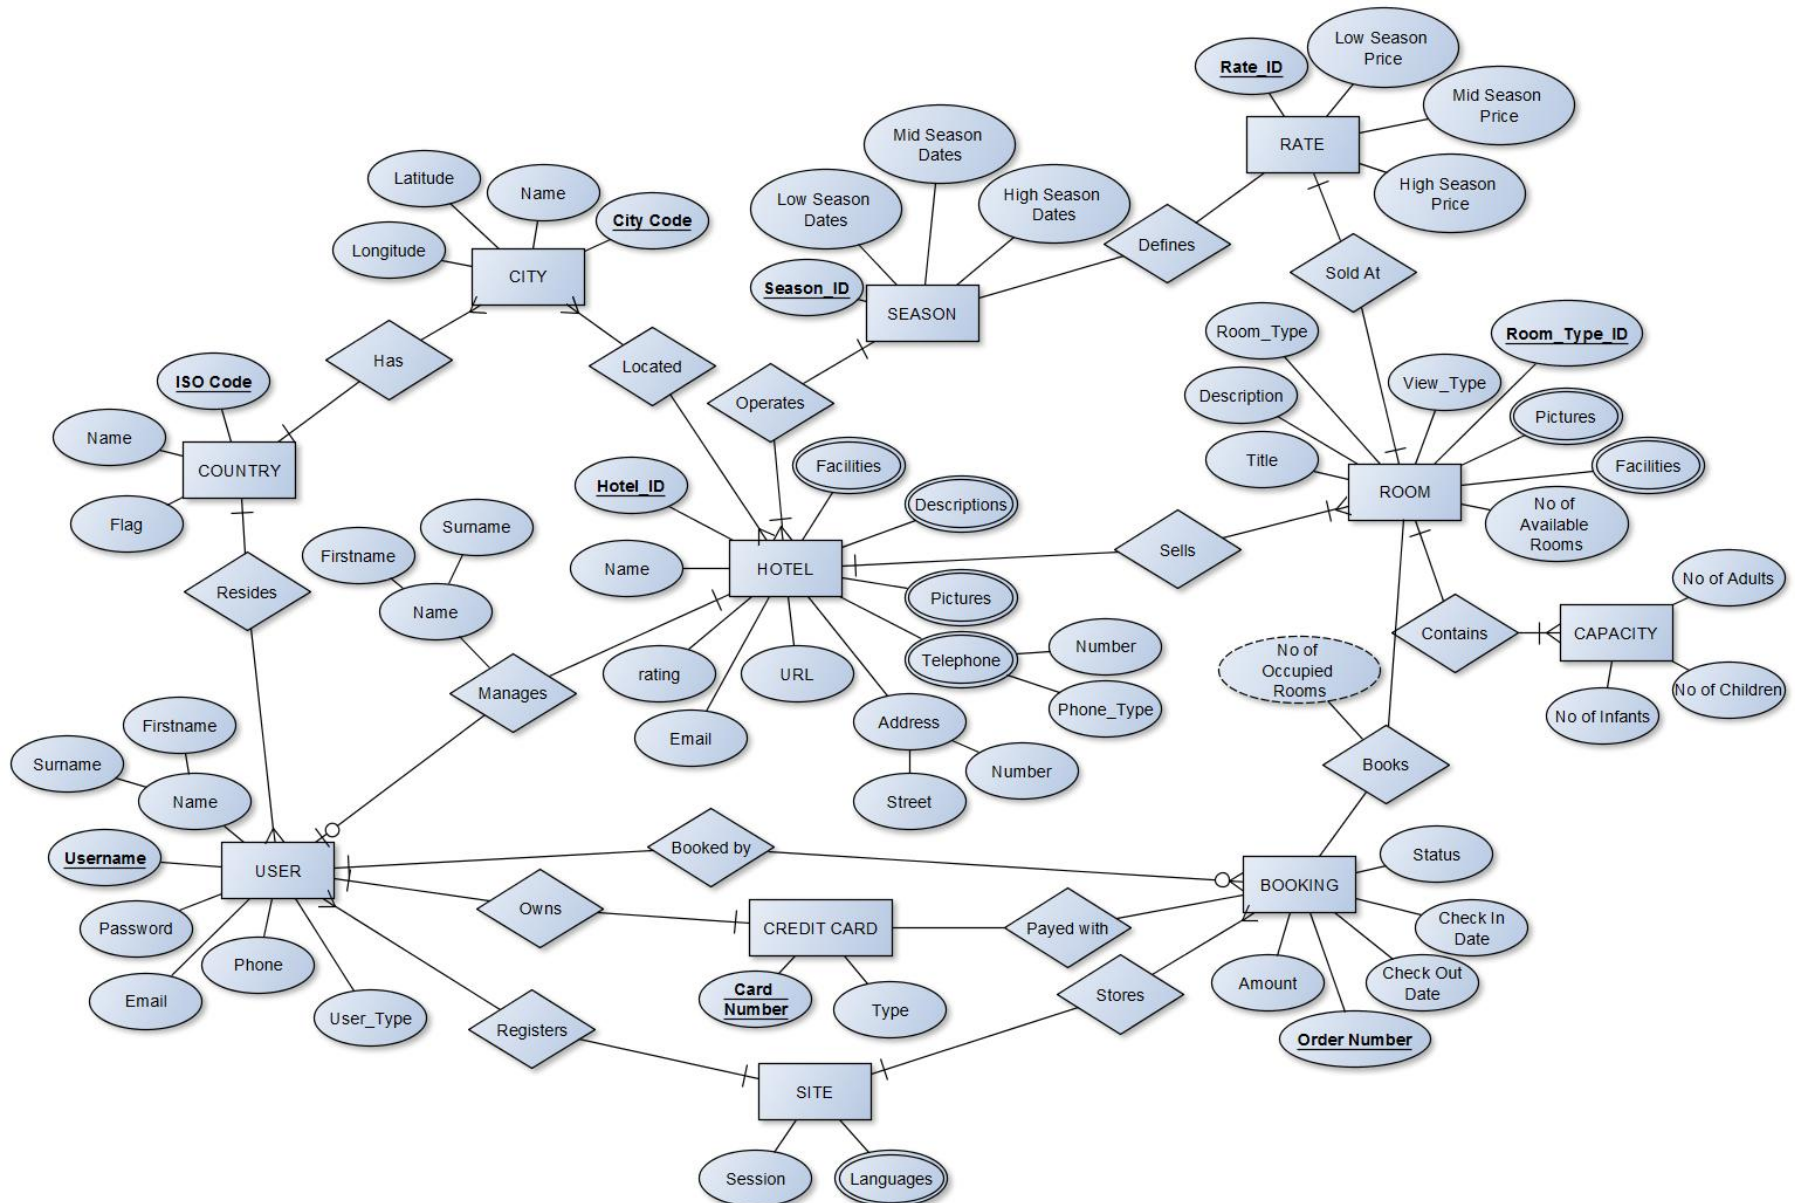 Low Season
Price
Rate_ID
Mid Season
Price
RATE
High Season
Price
Mid Season
Dates
Low Season
Dates
High Season
Dates
Season_ID
SEASON
Defines
Sold At
Latitude
Name
City Code
Longitude
CITY
Has
Located
Operates
ISO Code
Name
COUNTRY
Flag
Resides
Room_Type
Room_Type_ID
View_Type
Description
Pictures
Title
Facilities
ROOM
No of
Available
Rooms
Facilities
Hotel_ID
Descriptions
Name
HOTEL
Sells
Pictures
Telephone
Number
Phone_Type
rating
URL
Email
Address
Number
Street
Surname
Firstname
Name
Manages
No of Adults
Contains
CAPACITY
No of Children
No of Infants
No of
Occupied
Rooms
Books
Firstname
Surname
Name
Username
USER
Password
Phone
Email
User_Type
Booked by
Owns
CREDIT CARD
Payed with
Card
Number
Type
Status
BOOKING
Check In
Date
Check Out
Date
Amount
Order Number
Stores
Registers
SITE
Session
Languages